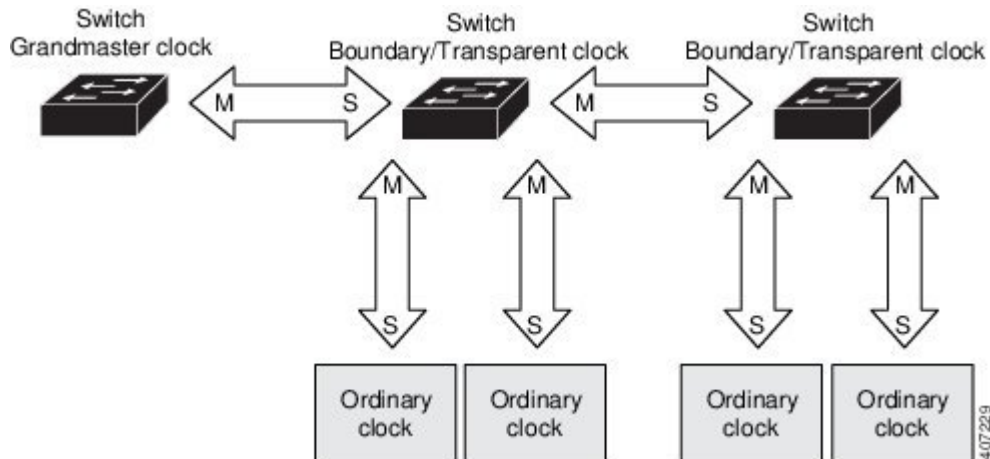 Switch
Grandmaster clock
Switch
Boundary/Transparent clock
Switch
Boundary/Transparent clock
M S
M S
M
M
M
M
S
S
S
S
Ordinary
clock
Ordinary
clock
Ordinary
clock
Ordinary
clock
407229